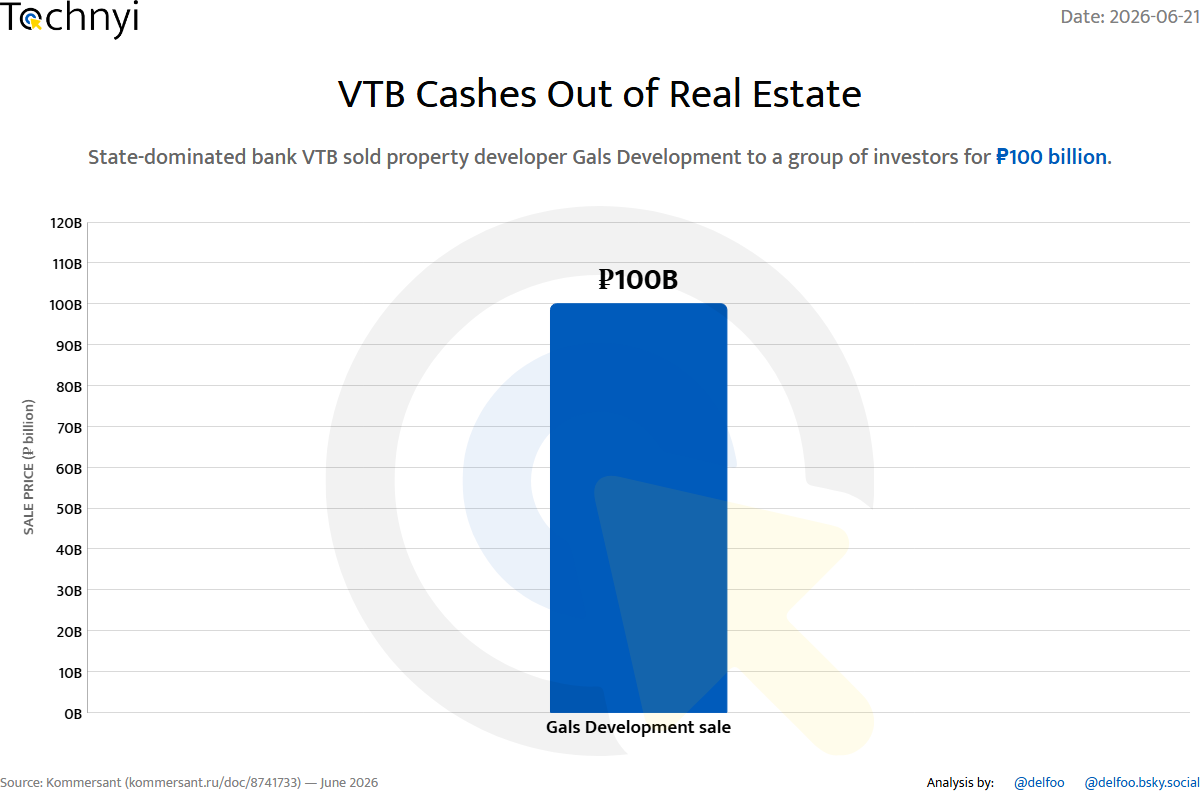 Tochnyi
Date: 2026-06-21
VTB Cashes Out of Real Estate
State-dominated bank VTB sold property developer Gals Development to a group of investors for ₽100 billion.
120B
110B
100B
90B
80B
70B
60B
50B
40B
30B
20B
10B
0B
SALE PRICE (₽ billion)
₽100B
Gals Development sale
Source: Kommersant (kommersant.ru/doc/8741733) — June 2026
Analysis by: @delfoo @delfoo.bsky.social